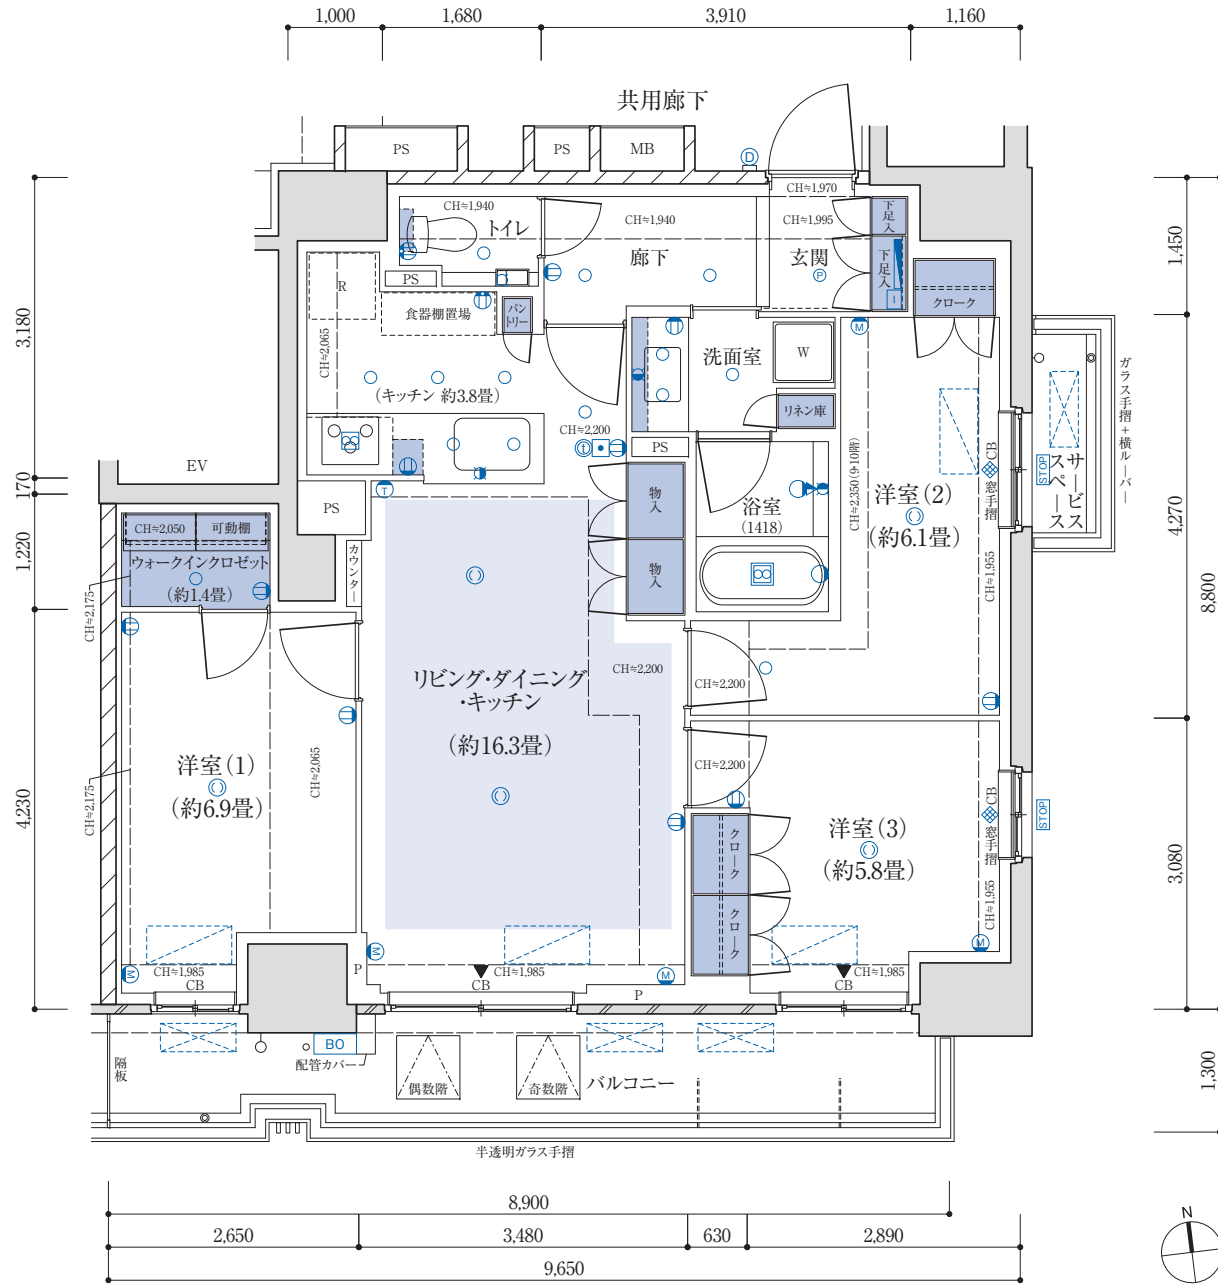 1,000
1,680
3,910
1,160
共用廊下
PS
PS
MB
D
CH≒1,970
CH≒1,940
トイレ
CH≒1,940
CH≒1,995
下足入
廊下
玄関
P
下足入
I
1,450
PS
R
食器棚置場
パントリー
クローク
3,180
CH≒2,065
M
洗面室
W
ガラス手摺+横ルーバー
(キッチン 約3.8畳)
リネン庫
CH≒2,200
t
PS
CH≒2,350(9-10階)
CB
窓手摺
STOP
サービススペース
EV
170
T
PS
物入
浴室
(1418)
洋室(2)
(約6.1畳)
4,270
8,800
CH≒2,050
可動棚
ウォークインクロゼット
(約1.4畳)
カウンター
物入
1,220
CH≒2,175
CH≒1,955
リビング・ダイニング
・キッチン
(約16.3畳)
CH≒2,200
CH≒2,200
洋室(1)
(約6.9畳)
CH≒2,065
CH≒2,200
CH≒2,175
4,230
クローク
洋室(3)
(約5.8畳)
CB
窓手摺
STOP
CH≒1,955
3,080
クローク
M
M
M
M
CH≒1,985
CB
P
CH≒1,985
CB
P
CH≒1,985
CB
隔板
BO
配管カバー
偶数階
奇数階
バルコニー
1,300
半透明ガラス手摺
8,900
2,650
3,480
630
2,890
9,650
N